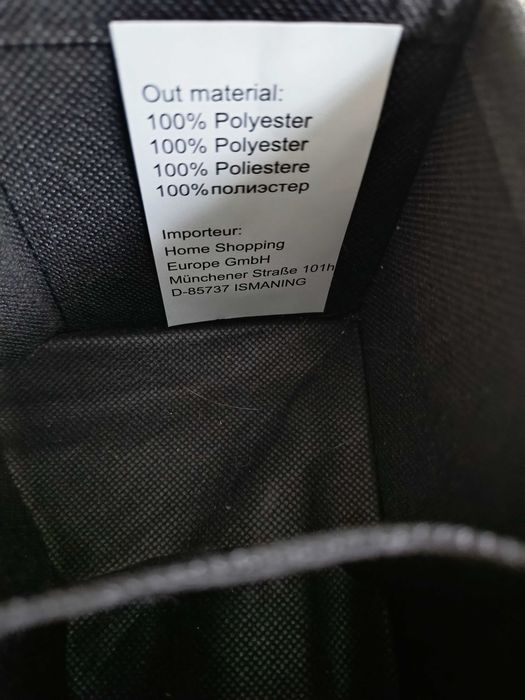 Out material:
100% Polyester
100% Polyester
100% Poliestere
100% полиэстер
Importeur:
Home Shopping
Europe GmbH
Münchener Straße 101h
D-85737 ISMANING